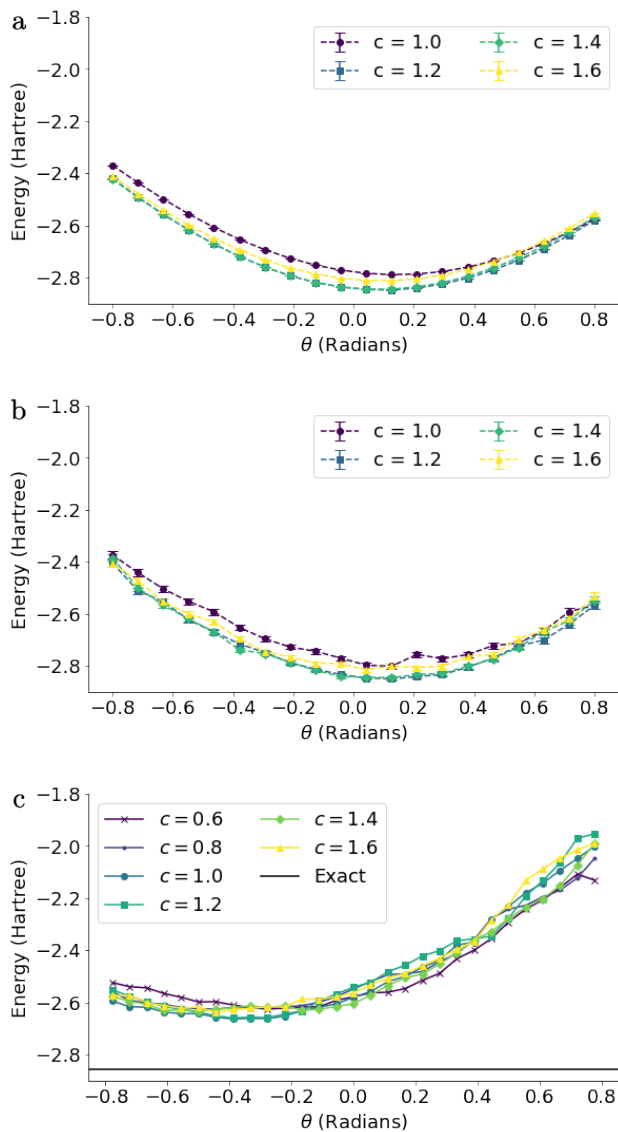 a
−1.8
−2.0
−2.2
−2.4
−2.6
−2.8
Energy (Hartree)
c = 1.0
c = 1.2
c = 1.4
c = 1.6
−0.8 −0.6 −0.4 −0.2 0.0 0.2 0.4 0.6 0.8
θ (Radians)
b
−1.8
−2.0
−2.2
−2.4
−2.6
−2.8
Energy (Hartree)
c = 1.0
c = 1.2
c = 1.4
c = 1.6
−0.8 −0.6 −0.4 −0.2 0.0 0.2 0.4 0.6 0.8
θ (Radians)
c
−1.8
−2.0
−2.2
−2.4
−2.6
−2.8
Energy (Hartree)
c = 0.6
c = 0.8
c = 1.0
c = 1.2
c = 1.4
c = 1.6
Exact
−0.8 −0.6 −0.4 −0.2 0.0 0.2 0.4 0.6 0.8
θ (Radians)